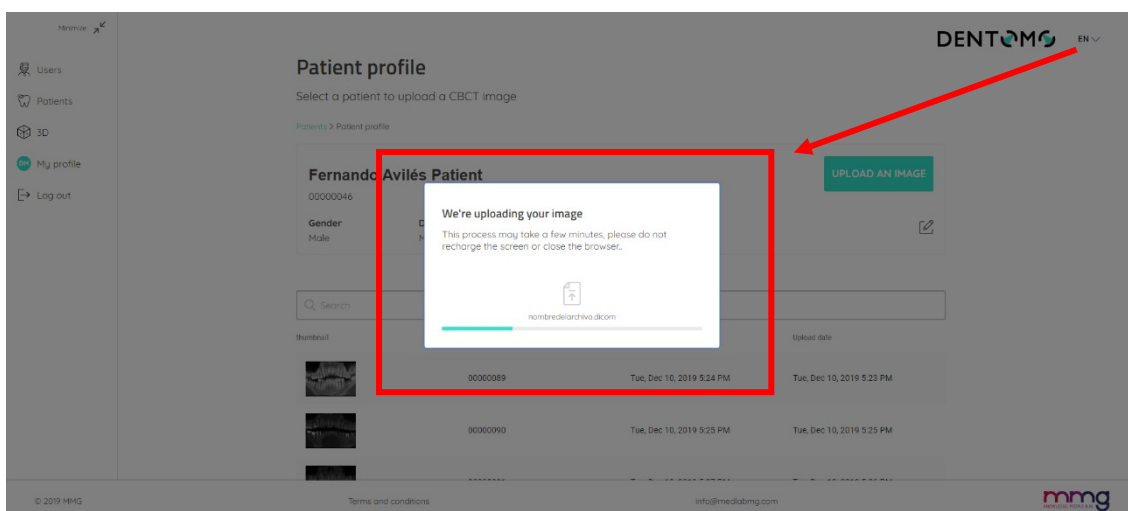 Minimize
DENTOMG
EN
Users
Patients
3D
DM My profile
Log out
Patient profile
Select a patient to upload a CBCT image
Patients > Patient profile
Fernando Avilés Patient
UPLOAD AN IMAGE
00000046
Gender
Male
We're uploading your image
This process may take a few minutes, please do not
recharge the screen or close the browser..
nombredelarchivo.dicom
Search
thumbnail
Upload date
00000089 Tue, Dec 10, 2019 5:24 PM Tue, Dec 10, 2019 5:23 PM
00000090 Tue, Dec 10, 2019 5:25 PM Tue, Dec 10, 2019 5:25 PM
© 2019 MMG
Terms and conditions
info@medlabmg.com
mmg